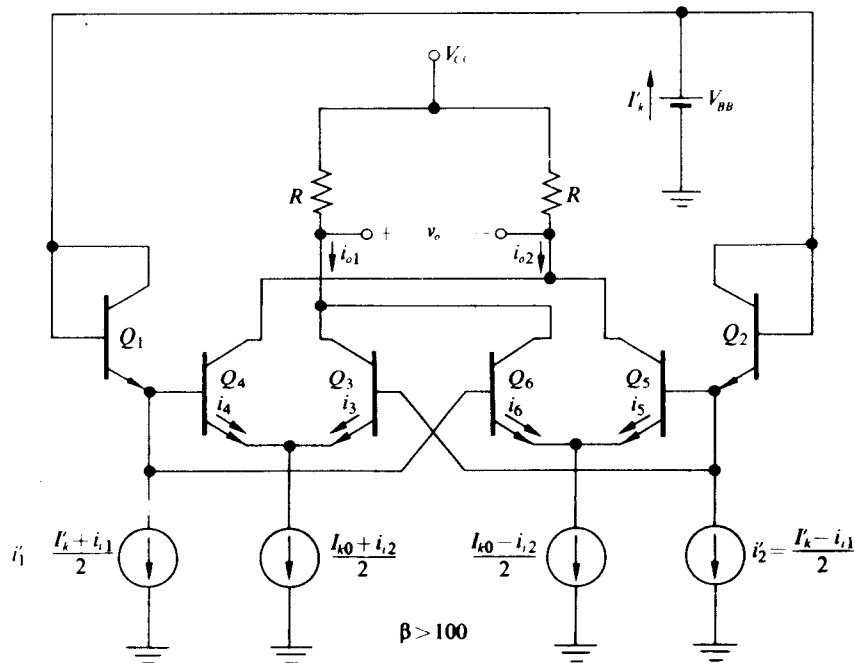 V_CC
I'_k V_BB
R R
+ v_o −
i_o1 i_o2
Q_1 Q_2
Q_4 Q_3 Q_6 Q_5
i_4 i_3 i_6 i_5
i'_1 (I'_k + i_i1)/2
(I_k0 + i_i2)/2
(I_k0 − i_i2)/2
i'_2 = (I'_k − i_i1)/2
β > 100